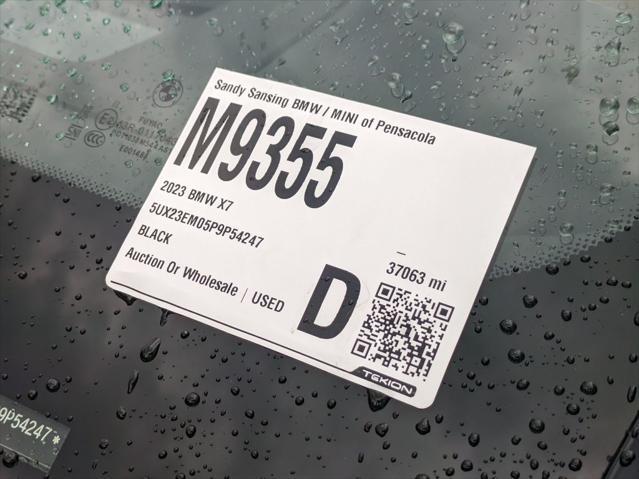 Sandy Sansing BMW / MINI of Pensacola
M9355
2023 BMW X7
5UX23EM05P9P54247
BLACK
Auction Or Wholesale | USED
D
37063 mi
TEKION
9P54247*